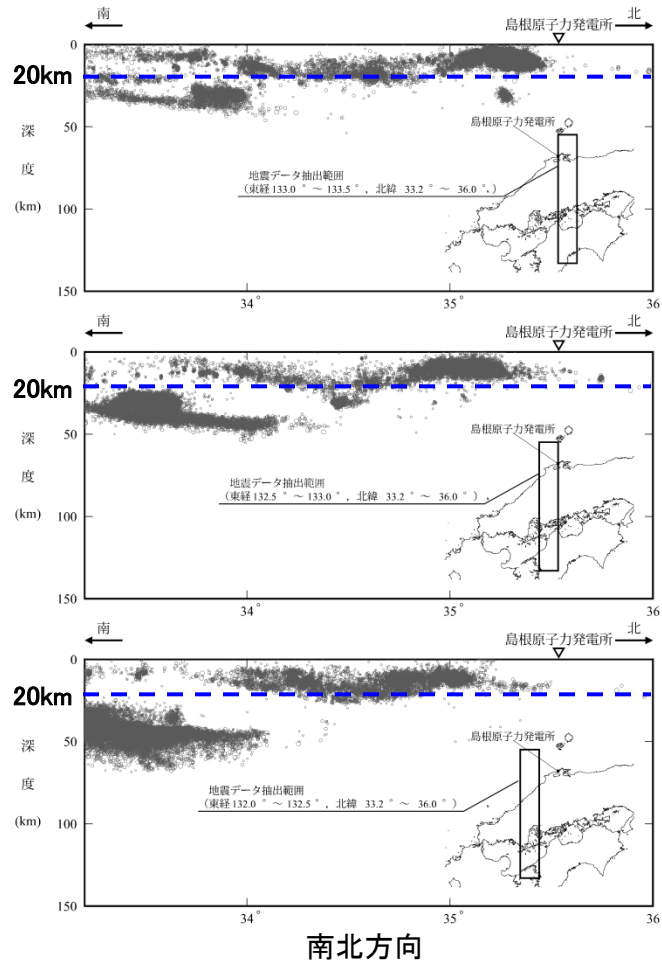 島根原子力発電所
南
北
0
20km
50
深
度
(km)
100
150
島根原子力発電所
地震データ抽出範囲
（東経 133.0 °～ 133.5 °， 北緯 33.2 °～ 36.0 °、）
34°
35°
36
南
島根原子力発電所
北
0
20km
50
深
度
(km)
100
150
島根原子力発電所
地震データ抽出範囲
（東経 132.5 °～ 133.0 °， 北緯 33.2 °～ 36.0 °）、
34°
35°
36
南
島根原子力発電所
北
0
20km
50
深
度
(km)
100
150
島根原子力発電所
地震データ抽出範囲
（東経 132.0 °～ 132.5 °， 北緯 33.2 °～ 36.0 °）
34°
35°
36
南北方向